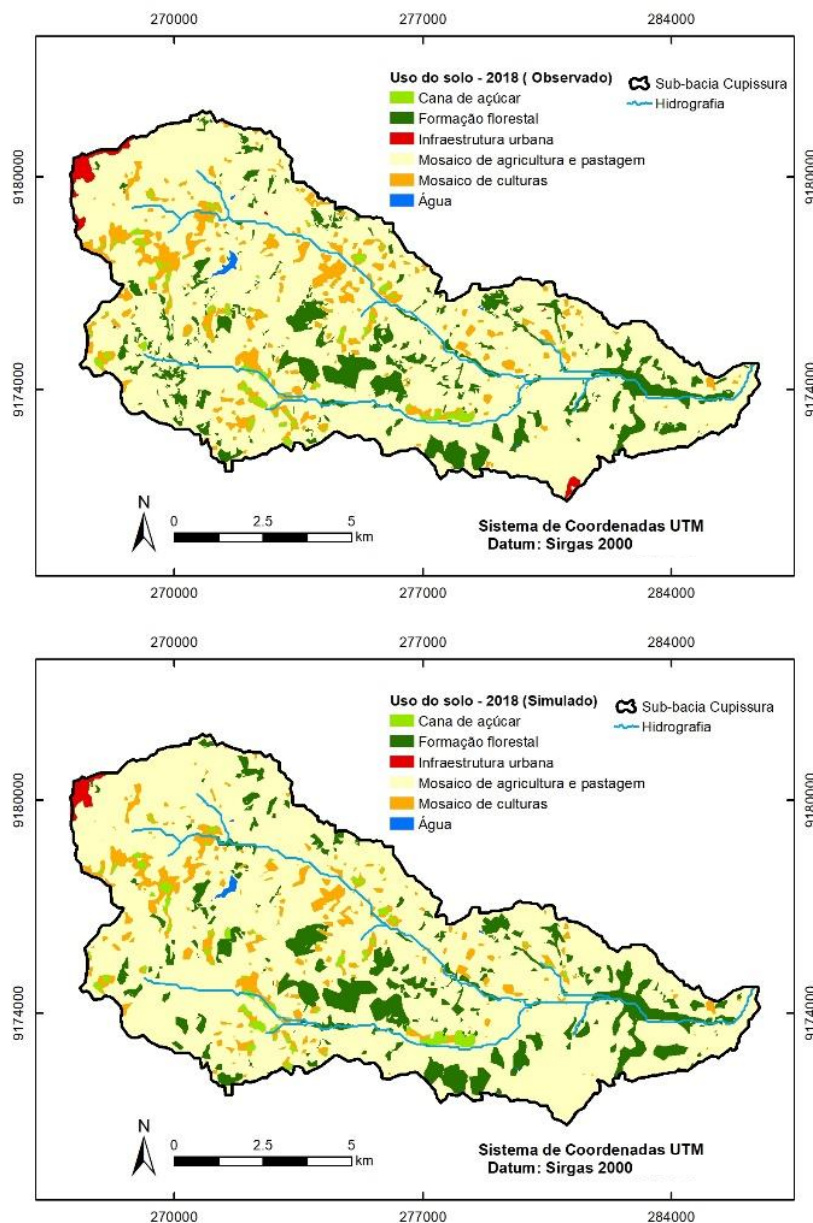 270000 277000 284000
Uso do solo - 2018 ( Observado)
Cana de açúcar
Formação florestal
Infraestrutura urbana
Mosaico de agricultura e pastagem
Mosaico de culturas
Água
Sub-bacia Cupissura
Hidrografia
9180000 9180000
9174000 9174000
N
0 2.5 5
km
Sistema de Coordenadas UTM
Datum: Sirgas 2000
270000 277000 284000
270000 277000 284000
Uso do solo - 2018 (Simulado)
Cana de açúcar
Formação florestal
Infraestrutura urbana
Mosaico de agricultura e pastagem
Mosaico de culturas
Água
Sub-bacia Cupissura
Hidrografia
9180000 9180000
9174000 9174000
N
0 2.5 5
km
Sistema de Coordenadas UTM
Datum: Sirgas 2000
270000 277000 284000